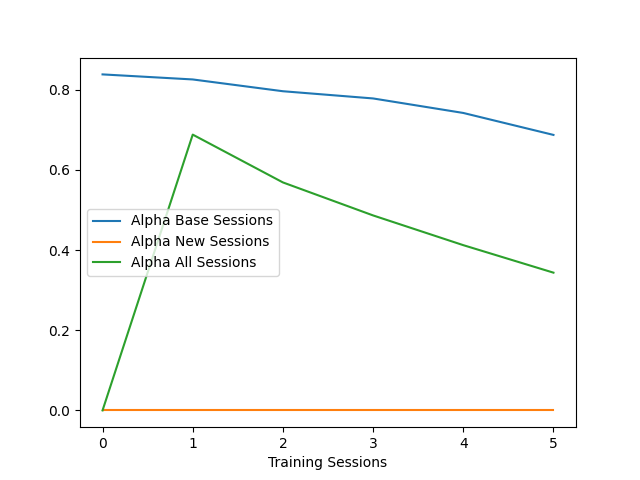 0.8
0.6
0.4
0.2
0.0
Alpha Base Sessions
Alpha New Sessions
Alpha All Sessions
0 1 2 3 4 5
Training Sessions